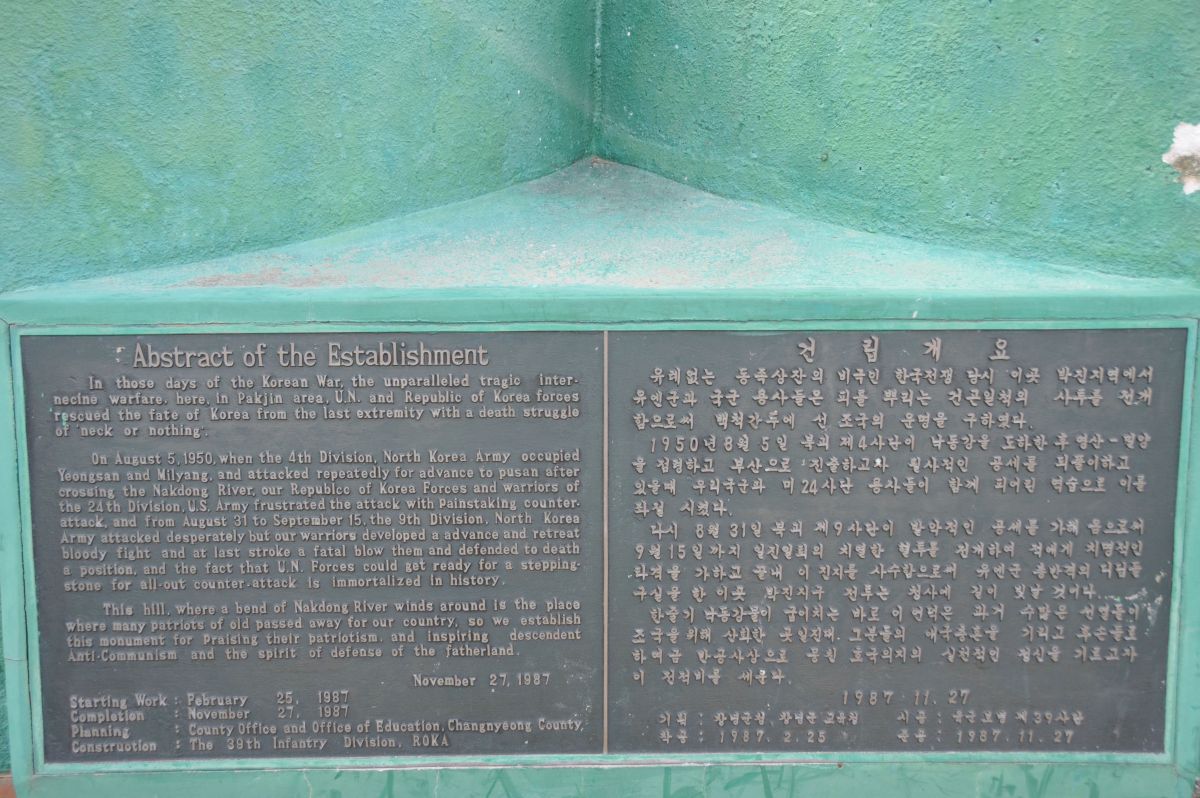 Abstract of the Establishment
In those days of the Korean War, the unparalleled tragic inter-
necine warfare, here, in Pakjin area, U.N. and Republic of Korea forces
rescued the fate of Korea from the last extremity with a death struggle
of 'neck or nothing'.
On August 5,1950, when the 4th Division, North Korea Army occupied
Yeongsan and Milyang, and attacked repeatedly for advance to pusan after
crossing the Nakdong River, our Republcc of Korea Forces and warriors of
the 24th Division, U.S. Army frustrated the attack with painstaking counter-
attack, and from August 31 to September 15, the 9th Division, North Korea
Army attacked desperately but our warriors developed a advance and retreat
bloody fight and at last stroke a fatal blow them and defended to death
a position, and the fact that U.N. Forces could get ready for a stepping-
stone for all-out counter-attack is immortalized in history.
This hill, where a bend of Nakdong River winds around is the place
where many patriots of old passed away for our country, so we establish
this monument for praising their patriotism, and inspiring descendent
Anti-Communism and the spirit of defense of the fatherland.
November 27, 1987
Starting Work : February 25, 1987
Completion : November 27, 1987
Planning : County Office and Office of Education, Changnyeong County,
Construction : The 39th Infantry Division, ROKA
건 립 개 요
유례없는 동족상잔의 비극인 한국전쟁 당시 이곳 박진지역에서
유엔군과 국군 용사들은 피를 뿌리는 건곤일척의 사투를 전개
함으로써 백척간두에 선 조국의 운명을 구하였다.
1950년 8월 5일 북괴 제4사단이 낙동강을 도하한 후 영산-밀양
을 점령하고 부산으로 진출하고자 필사적인 공세를 되풀이하고
있을때 우리국군과 미 24사단 용사들이 함께 피어린 역습으로 이를
좌절 시켰다.
다시 8월 31일 북괴 제9사단이 발악적인 공세를 가해 옴으로써
9월 15일까지 일진일퇴의 치열한 혈투를 전개하여 적에게 치명적인
타격을 가하고 끝내 이 진지를 사수함으로써 유엔군 총반격의 디딤돌
구실을 한 이곳 박진지구 전투는 청사에 길이 빛날 것이다.
한줄기 낙동강물이 굽이치는 바로 이 언덕은 과거 수많은 선열들이
조국을 위해 산화한 곳일진대, 그분들의 애국충혼을 기리고 후손들로
하여금 반공사상으로 뭉친 호국의지의 실천적인 정신을 기르고자
이 전적비를 세운다.
1987. 11. 27
기획 : 창녕군청, 창녕군 교육청 시공 : 육군보병 제39사단
착공 : 1987. 2. 25 준공 : 1987. 11. 27